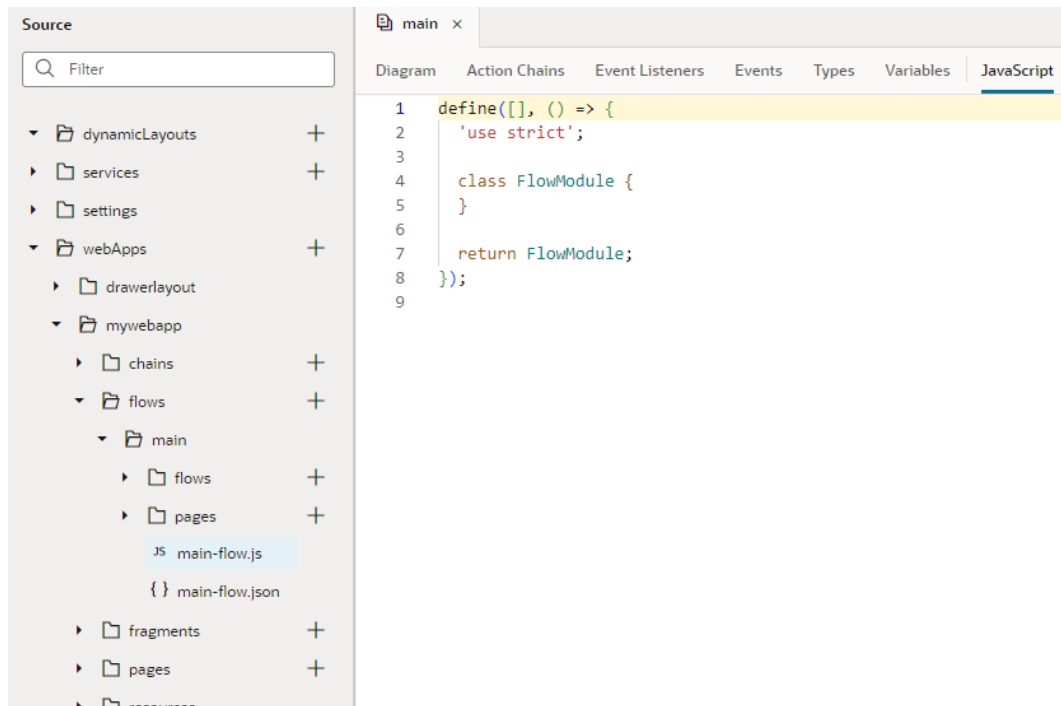 Source
Filter
dynamicLayouts
services
settings
webApps
drawerlayout
mywebapp
chains
flows
main
flows
pages
JS main-flow.js
{ } main-flow.json
fragments
pages
resources
main ×
Diagram Action Chains Event Listeners Events Types Variables JavaScript
1 define([], () => {
2 'use strict';
3
4 class FlowModule {
5 }
6
7 return FlowModule;
8 });
9